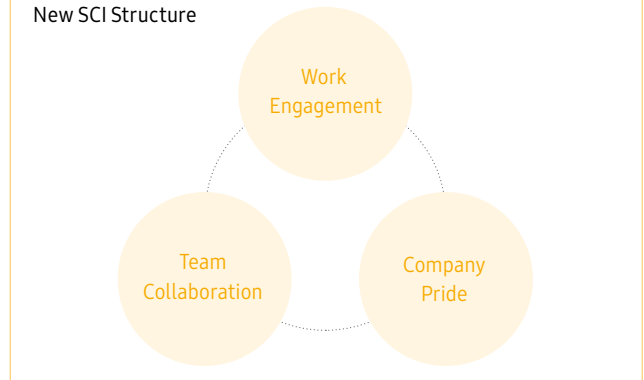 New SCI Structure
Work
Engagement
Team
Collaboration
Company
Pride